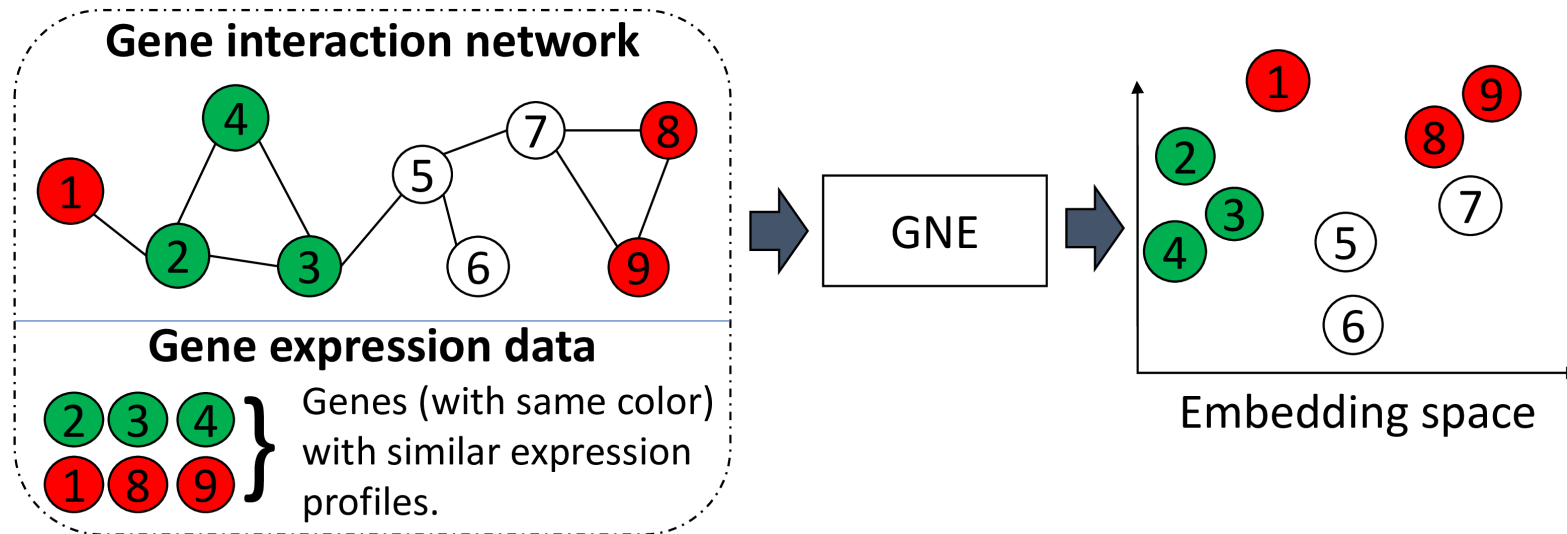 Gene interaction network
4
7
8
1
5
2
3
6
9
Gene expression data
2 3 4
1 8 9
}
Genes (with same color)
with similar expression
profiles.
GNE
1
9
8
2
3
7
4
5
6
Embedding space